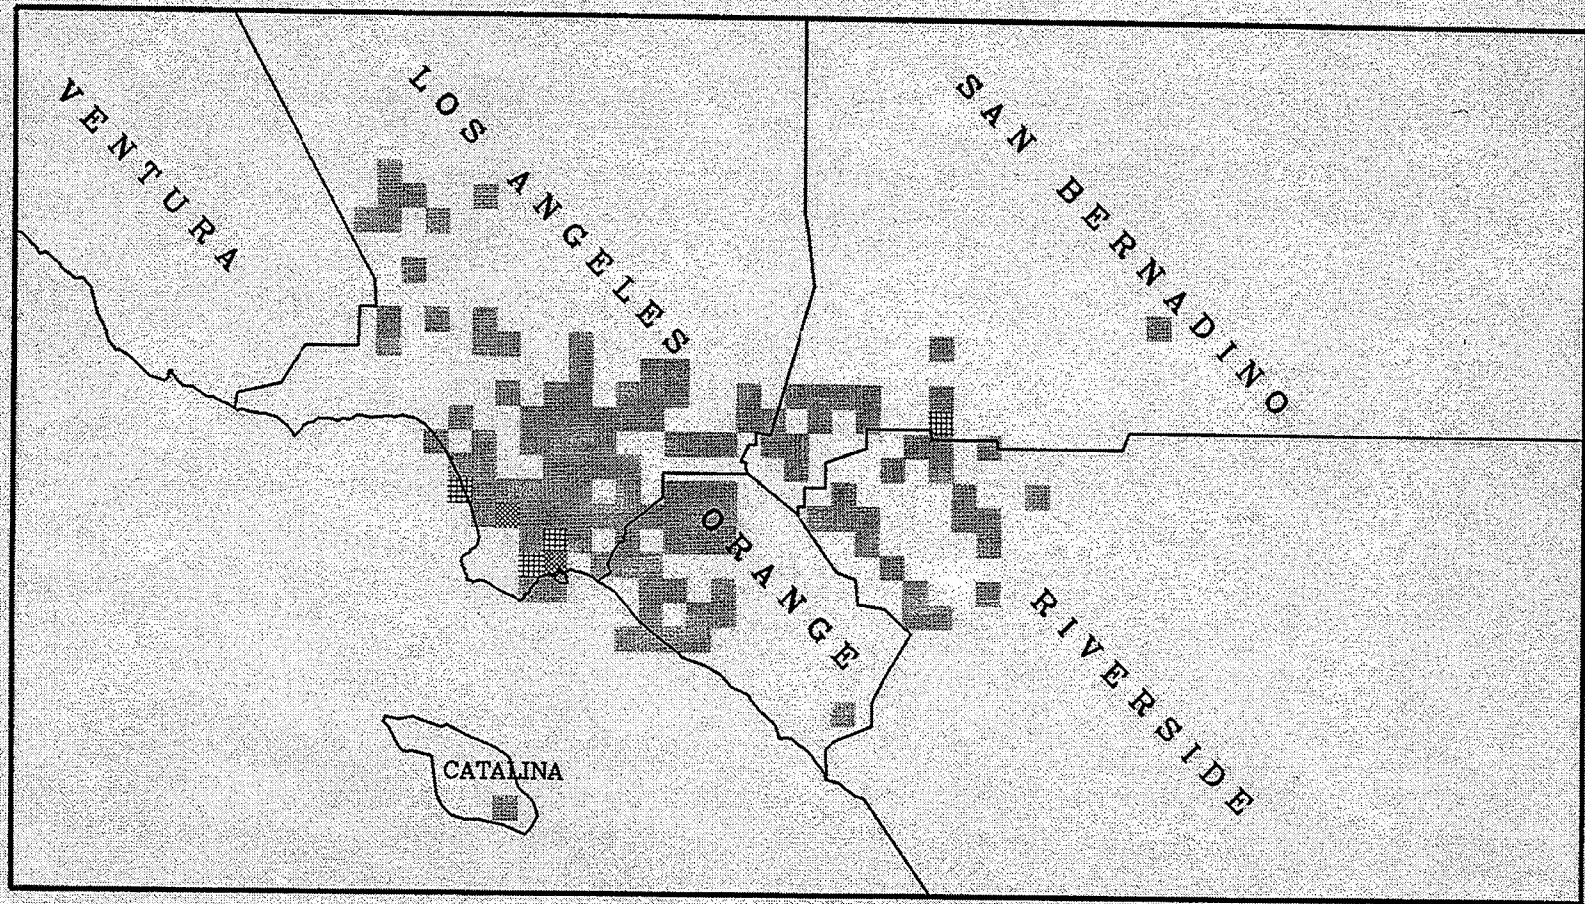 VENTURA
LOS ANGELES
SAN BERNADINO
ORANGE
RIVERSIDE
CATALINA